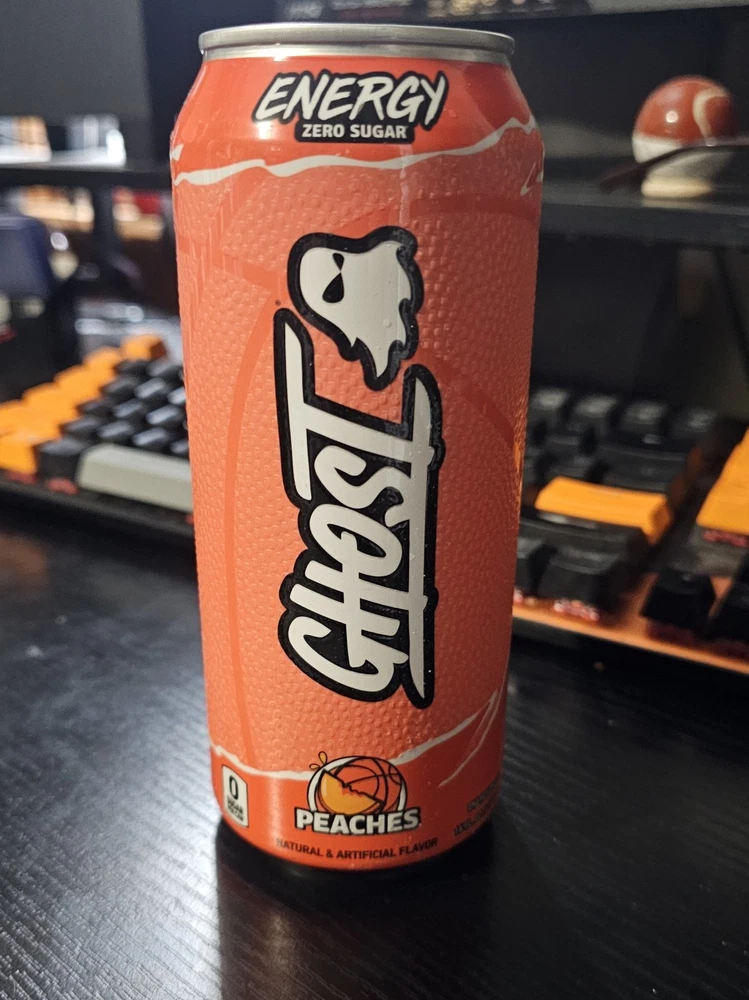 ENERGY
ZERO SUGAR
GHOST
0
PEACHES
NATURAL & ARTIFICIAL FLAVOR